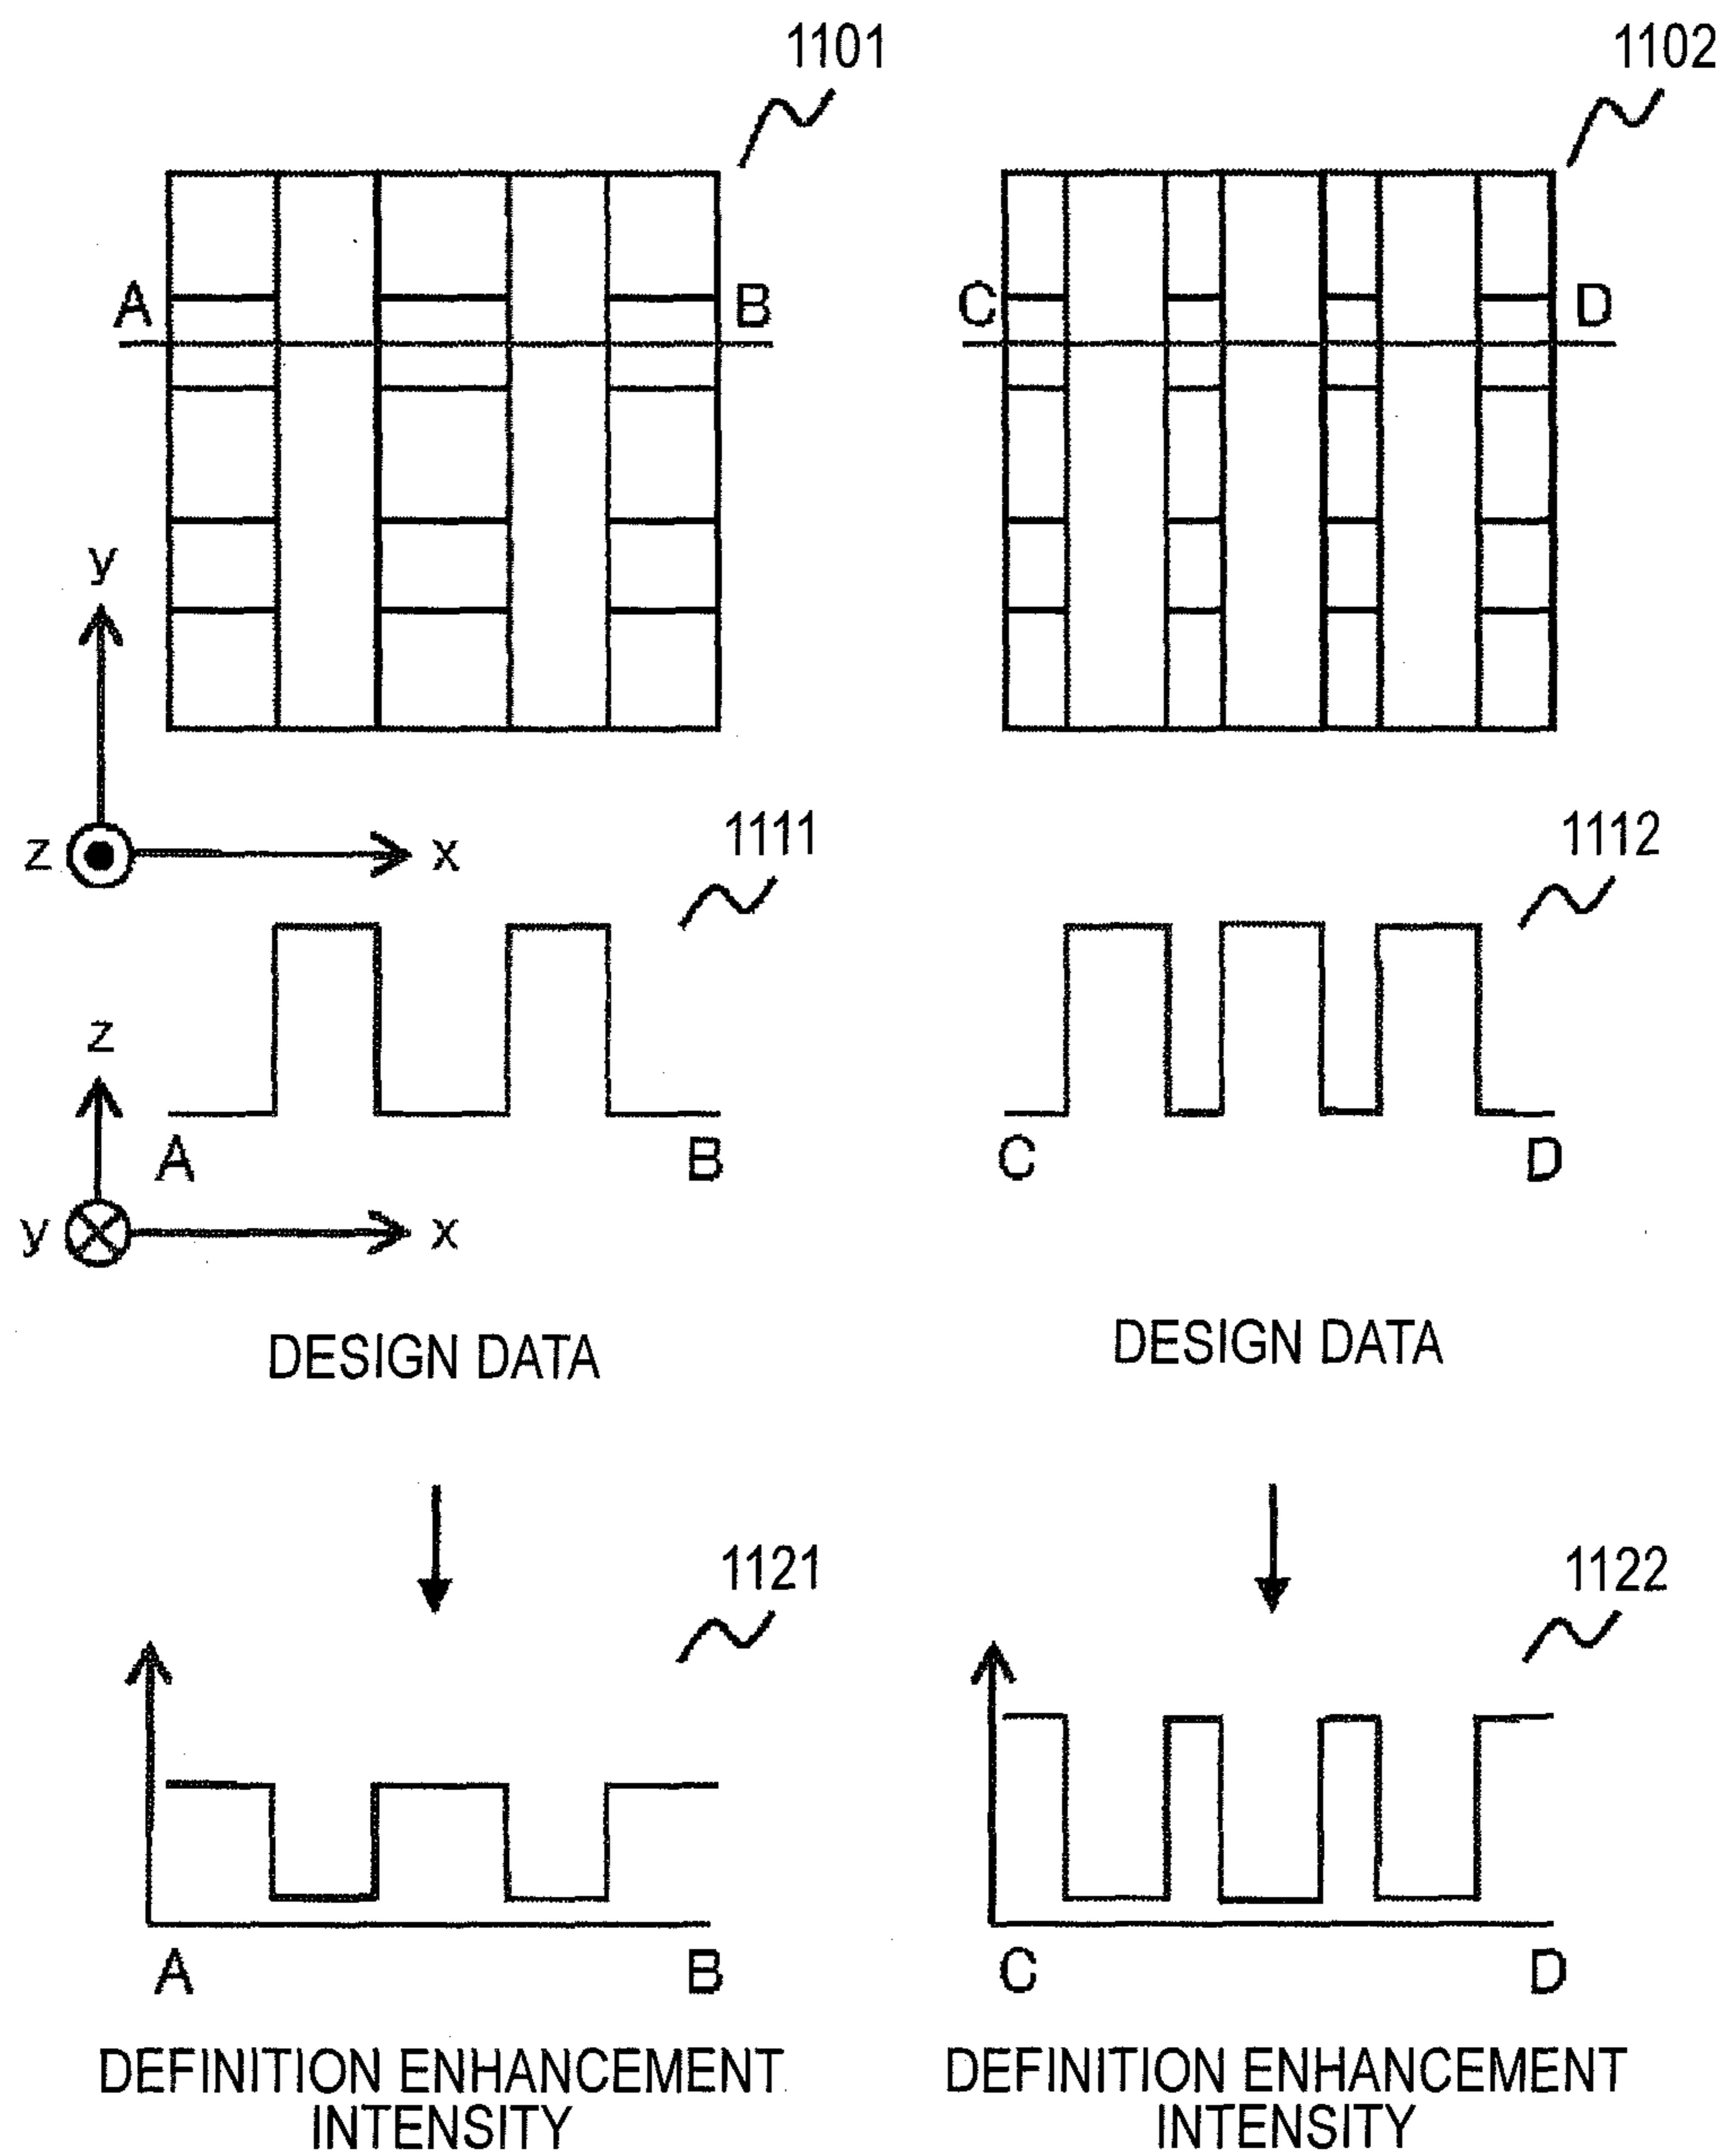 1101
1102
A
B
C
D
y
z
x
1111
1112
z
A
B
C
D
y
x
DESIGN DATA
DESIGN DATA
1121
1122
A
B
C
D
DEFINITION ENHANCEMENT
INTENSITY
DEFINITION ENHANCEMENT
INTENSITY